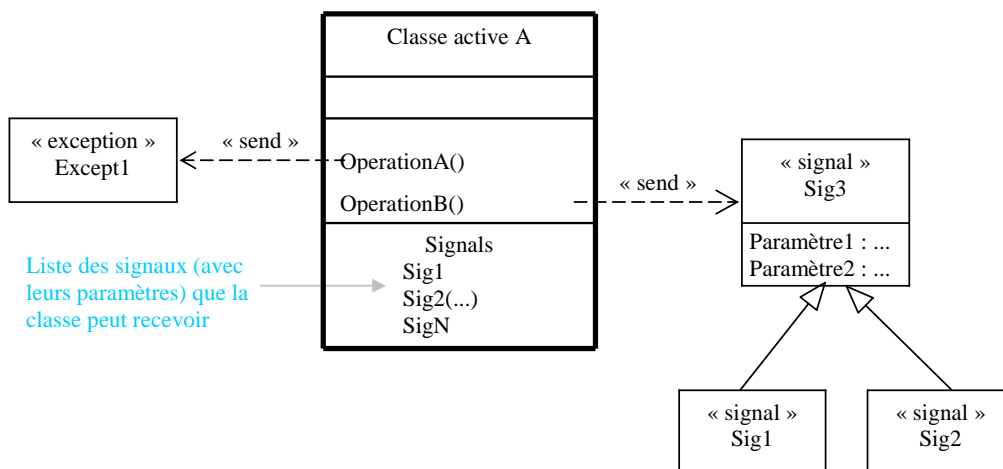 Classe active A
« exception »
Except1
« send »
OperationA()
OperationB()
« send »
« signal »
Sig3
Paramètre1 : ...
Paramètre2 : ...
Signals
Sig1
Sig2(...)
SigN
Liste des signaux (avec
leurs paramètres) que la
classe peut recevoir
« signal »
Sig1
« signal »
Sig2